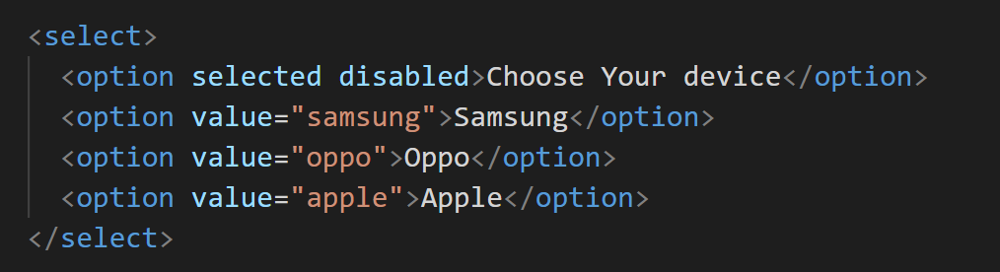 <select>
<option selected disabled>Choose Your device</option>
<option value="samsung">Samsung</option>
<option value="oppo">Oppo</option>
<option value="apple">Apple</option>
</select>